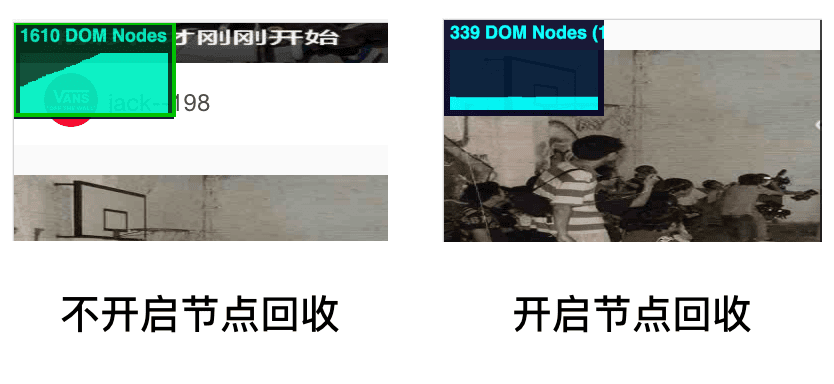 1610 DOM Nodes
才刚刚开始
VANS
jack--198
339 DOM Nodes (1
不开启节点回收
开启节点回收